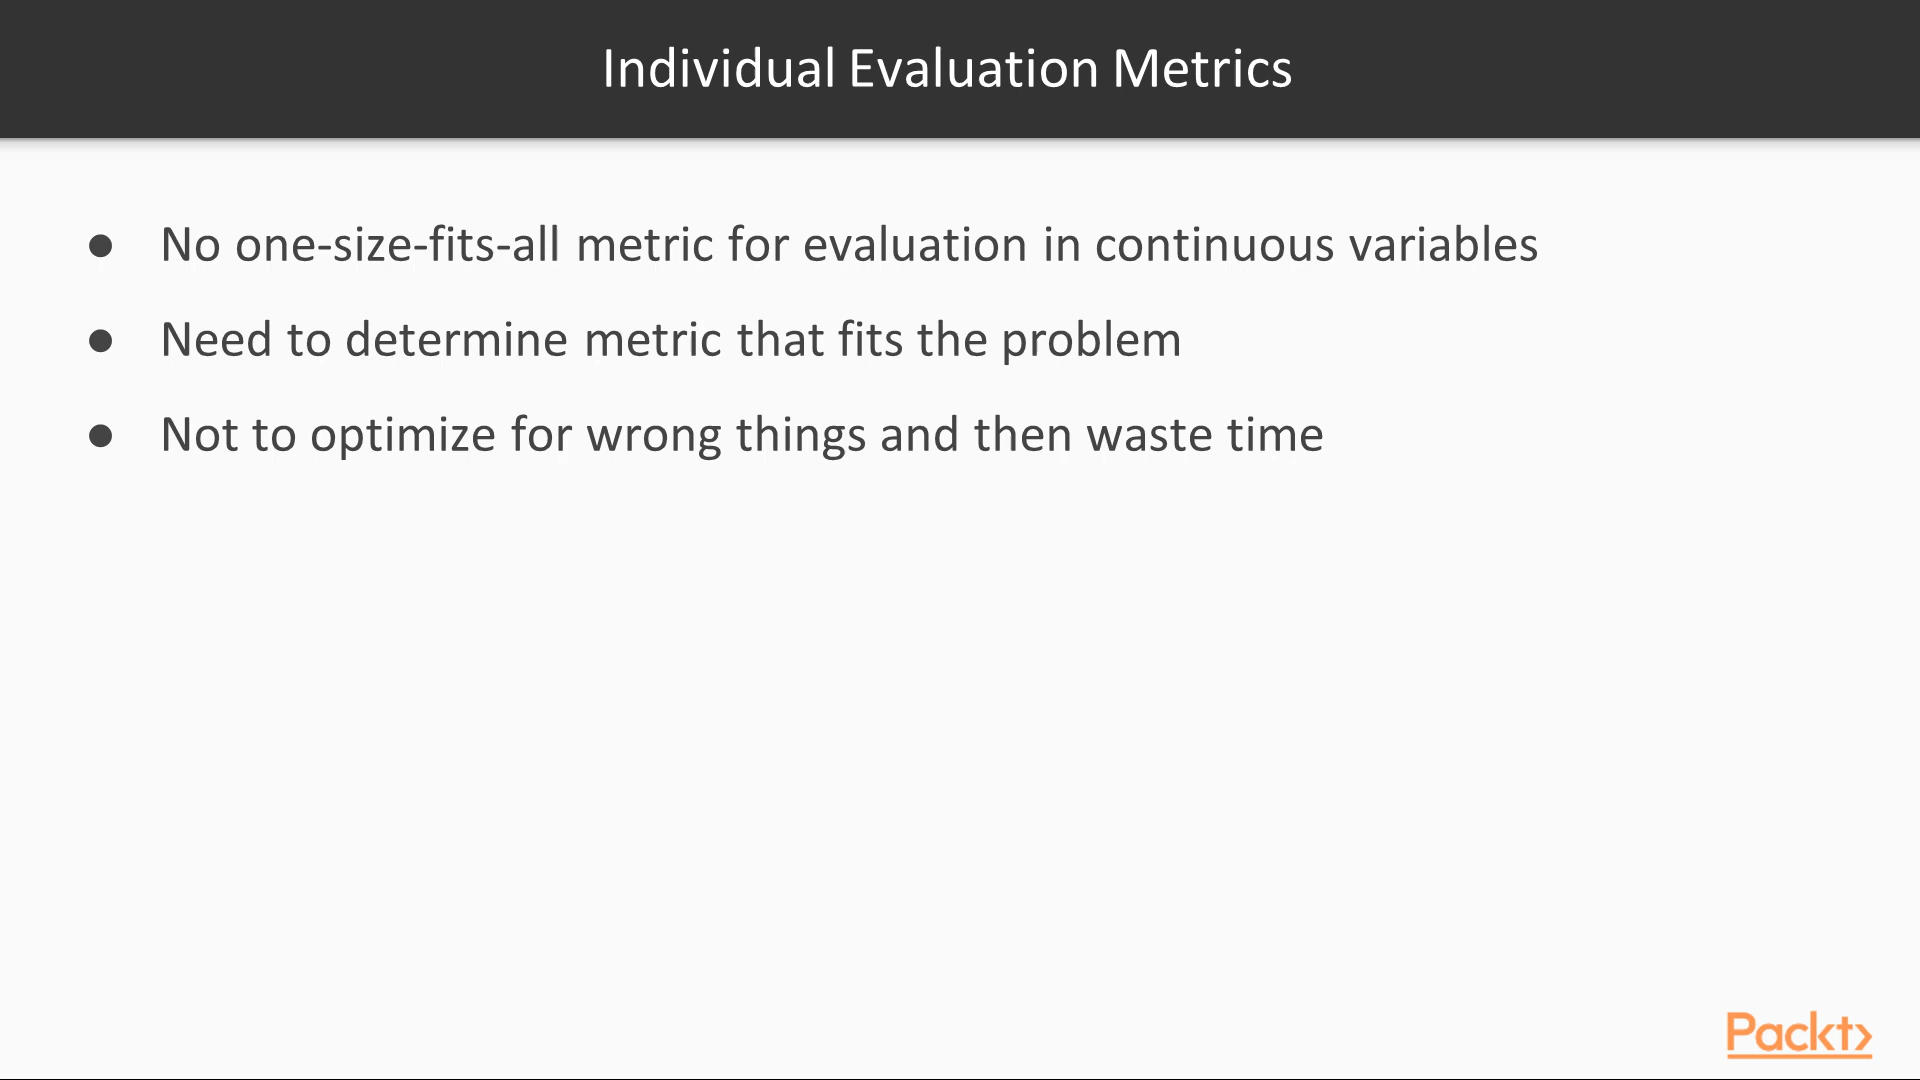 Individual Evaluation Metrics
● No one-size-fits-all metric for evaluation in continuous variables
● Need to determine metric that fits the problem
● Not to optimize for wrong things and then waste time
Packt>